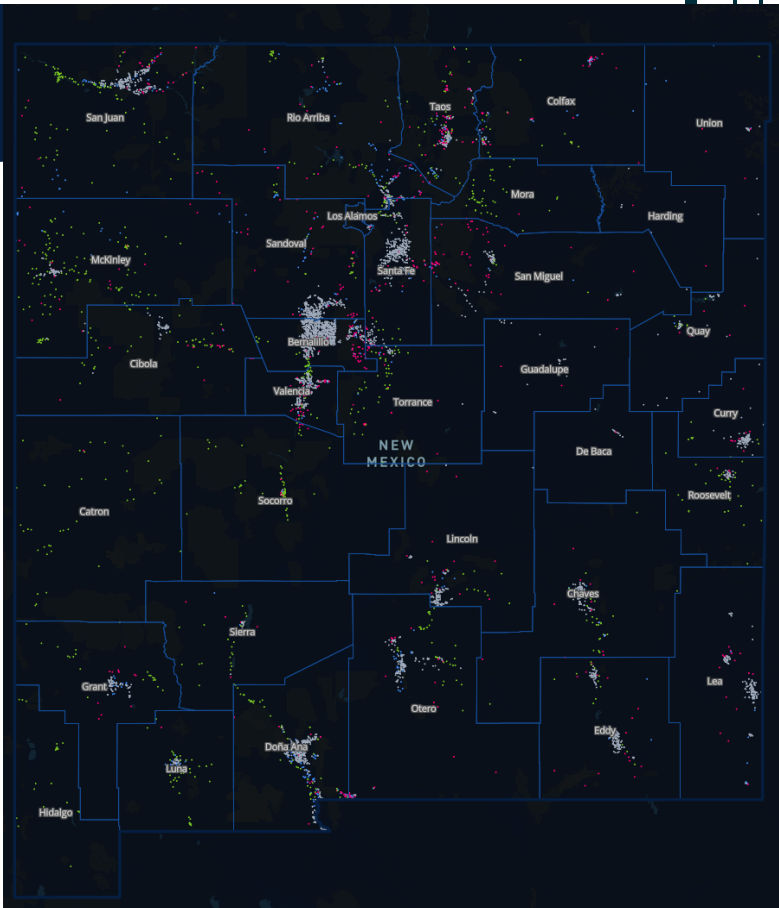 Taos
Colfax
San Juan
Rio Arriba
Union
Mora
Los Alamos
Harding
Sandoval
McKinley
Santa Fe
San Miguel
Quay
Bernalillo
Cibola
Guadalupe
Valencia
Torrance
Curry
NEW
MEXICO
De Baca
Roosevelt
Socorro
Catron
Lincoln
Chaves
Sierra
Lea
Grant
Otero
Eddy
Doña Ana
Luna
Hidalgo